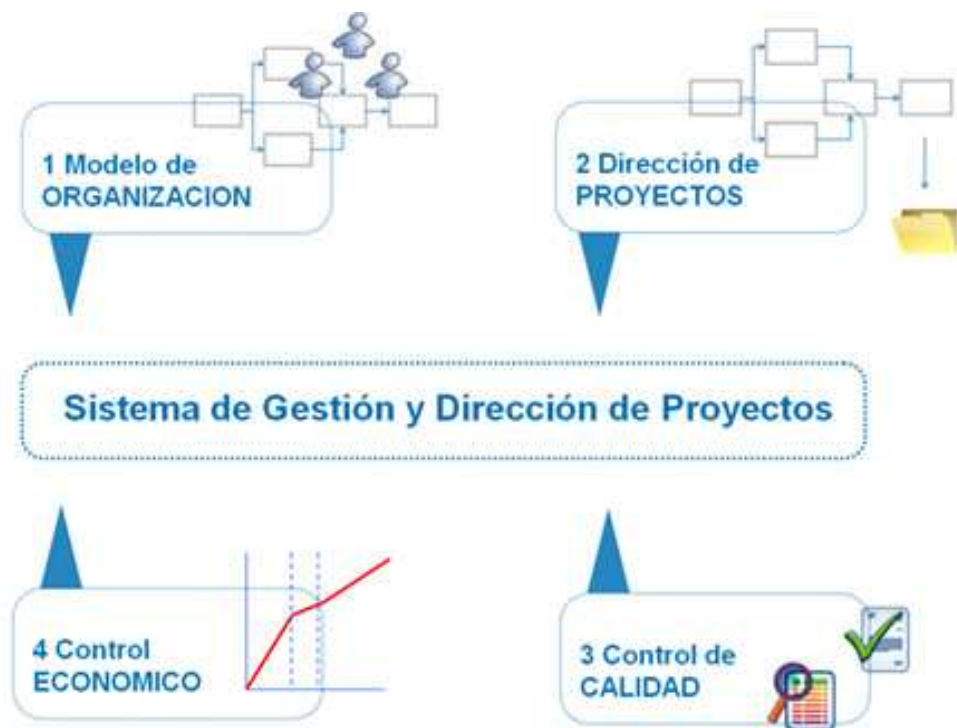 1 Modelo de
ORGANIZACION
2 Dirección de
PROYECTOS
Sistema de Gestión y Dirección de Proyectos
4 Control
ECONOMICO
3 Control de
CALIDAD